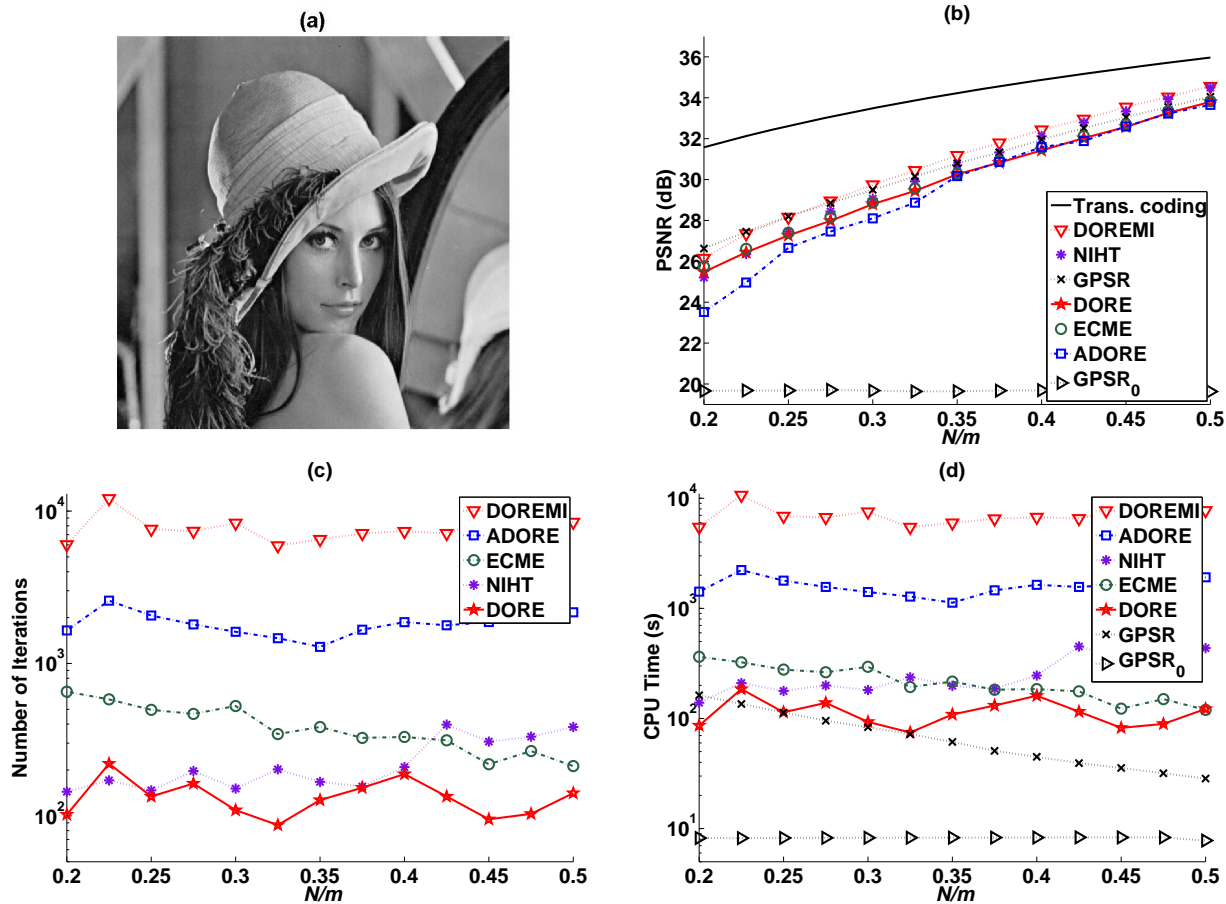 (a)
(b)
36
34
32
30
28
26
24
22
20
PSNR (dB)
0.2
0.25
0.3
0.35
0.4
0.45
0.5
N/m
Trans. coding
DOREMI
NIHT
GPSR
DORE
ECME
ADORE
GPSR0
(c)
10^4
10^3
10^2
Number of Iterations
0.2
0.25
0.3
0.35
0.4
0.45
0.5
N/m
DOREMI
ADORE
ECME
NIHT
DORE
(d)
10^4
10^3
10^2
10^1
CPU Time (s)
0.2
0.25
0.3
0.35
0.4
0.45
0.5
N/m
DOREMI
ADORE
NIHT
ECME
DORE
GPSR
GPSR0